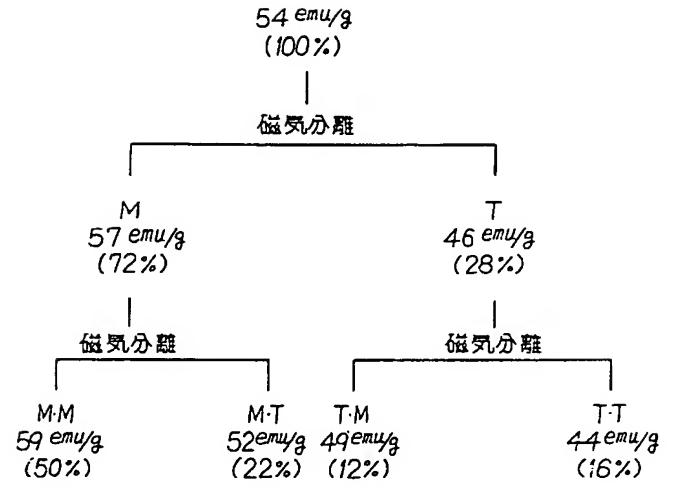 54 emu/g
(100%)
磁気分離
M
57 emu/g
(72%)
T
46 emu/g
(28%)
磁気分離
磁気分離
M·M
59 emu/g
(50%)
M·T
52 emu/g
(22%)
T·M
49 emu/g
(12%)
T·T
44 emu/g
(16%)